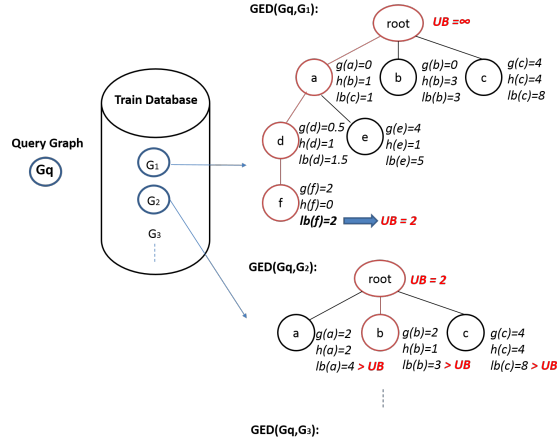 GED(Gq,G1):
root
UB =∞
a
g(a)=0
h(a)=1
lb(c)=1
b
g(b)=0
h(b)=3
lb(b)=3
c
g(c)=4
h(c)=4
lb(c)=8
Train Database
Query Graph
Gq
G1
G2
G3
d
g(d)=0.5
h(d)=1
lb(d)=1.5
e
g(e)=4
h(e)=1
lb(e)=5
f
g(f)=2
h(f)=0
lb(f)=2
UB = 2
GED(Gq,G2):
root
UB = 2
a
g(a)=2
h(a)=2
lb(a)=4 > UB
b
g(b)=2
h(b)=1
lb(b)=3 > UB
c
g(c)=4
h(c)=4
lb(c)=8 > UB
GED(Gq,G3):